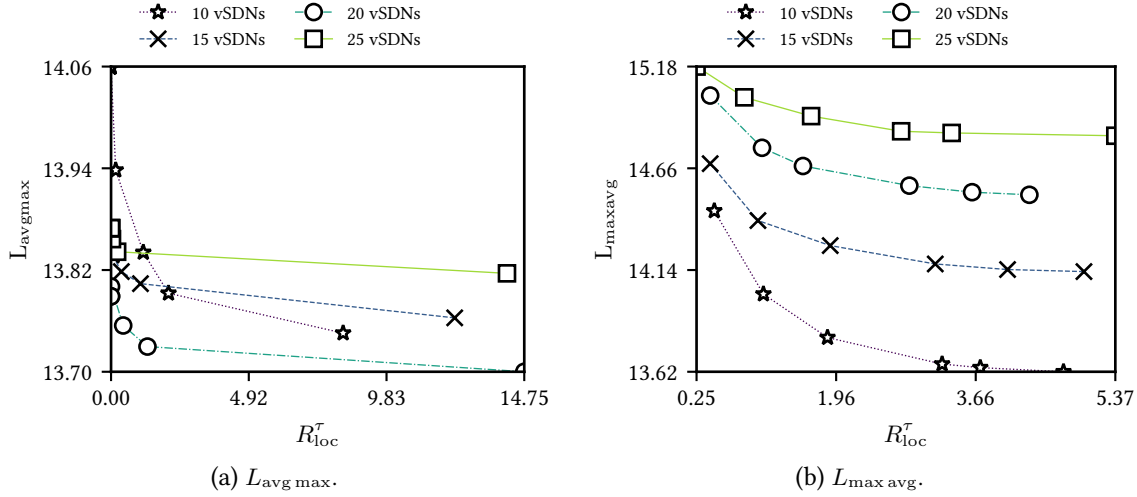 10 vSDNs
20 vSDNs
15 vSDNs
25 vSDNs
14.06
13.94
13.82
13.70
L_avgmax
0.00
4.92
9.83
14.75
R^τ_loc
(a) L_avg max.
10 vSDNs
20 vSDNs
15 vSDNs
25 vSDNs
15.18
14.66
14.14
13.62
L_maxavg
0.25
1.96
3.66
5.37
R^τ_loc
(b) L_max avg.